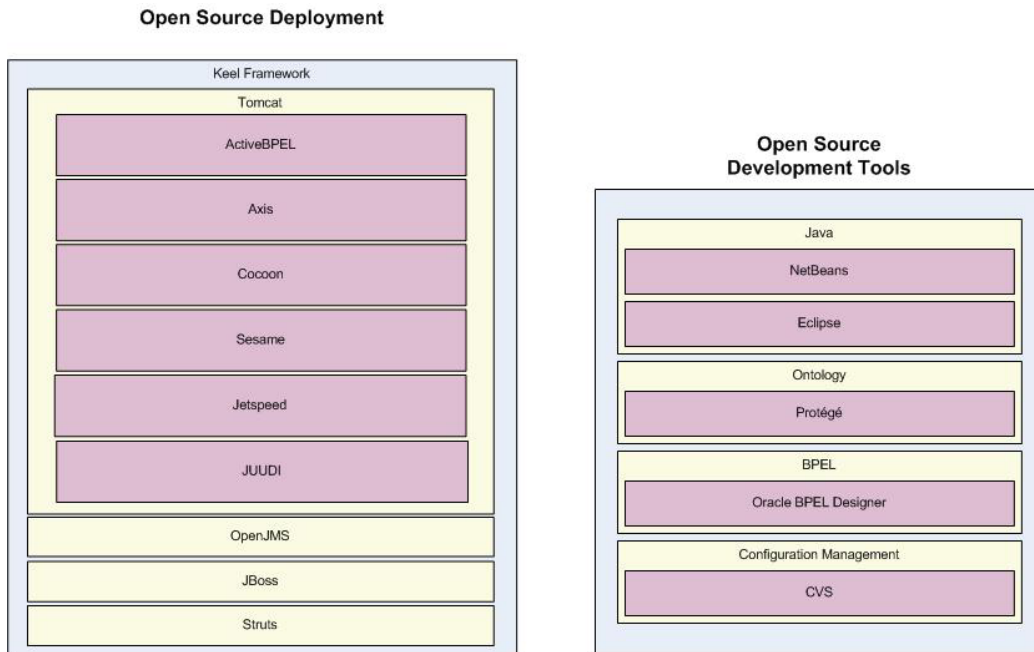 Open Source Deployment
Keel Framework
Tomcat
ActiveBPEL
Axis
Cocoon
Sesame
Jetspeed
JUUDI
OpenJMS
JBoss
Struts
Open Source
Development Tools
Java
NetBeans
Eclipse
Ontology
Protégé
BPEL
Oracle BPEL Designer
Configuration Management
CVS